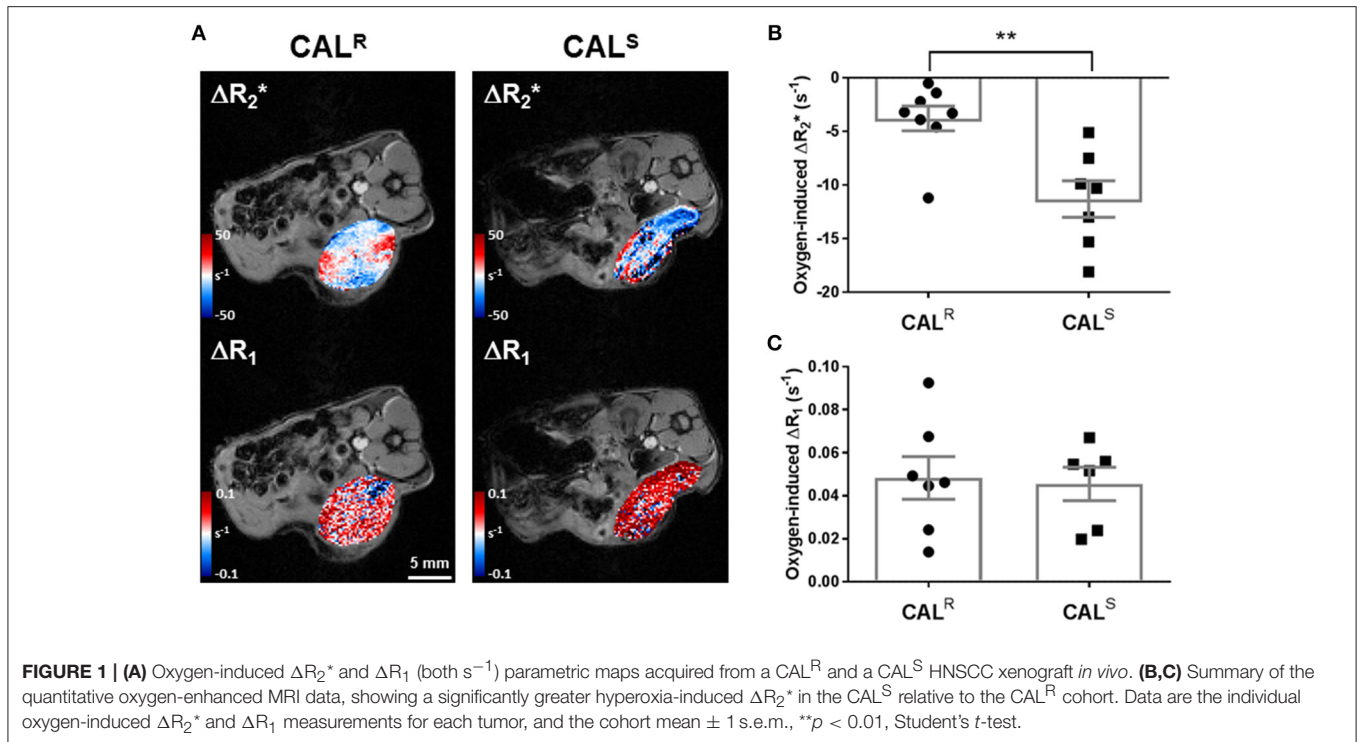 A
CAL^R
CAL^S
ΔR₂*
ΔR₂*
50
s⁻¹
-50
50
s⁻¹
-50
ΔR₁
ΔR₁
0.1
s⁻¹
-0.1
5 mm
0.1
s⁻¹
-0.1
B
**
Oxygen-induced ΔR₂* (s⁻¹)
0
-5
-10
-15
-20
CAL^R
CAL^S
C
Oxygen-induced ΔR₁ (s⁻¹)
0.10
0.08
0.06
0.04
0.02
0.00
CAL^R
CAL^S
FIGURE 1 | (A) Oxygen-induced ΔR₂* and ΔR₁ (both s⁻¹) parametric maps acquired from a CAL^R and a CAL^S HNSCC xenograft in vivo. (B,C) Summary of the
quantitative oxygen-enhanced MRI data, showing a significantly greater hyperoxia-induced ΔR₂* in the CAL^S relative to the CAL^R cohort. Data are the individual
oxygen-induced ΔR₂* and ΔR₁ measurements for each tumor, and the cohort mean ± 1 s.e.m., **p < 0.01, Student's t-test.